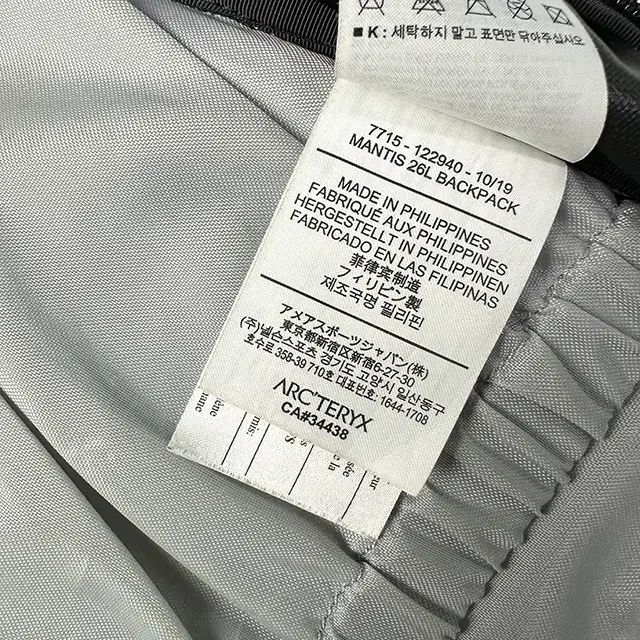 ■ K : 세탁하지 말고 표면만 닦아주십시오
7715 - 122940 - 10/19
MANTIS 26L BACKPACK
MADE IN PHILIPPINES
FABRIQUÉ AUX PHILIPPINES
HERGESTELLT IN PHILIPPINEN
FABRICADO EN LAS FILIPINAS
菲律宾制造
フィリピン製
제조국명 필리핀
アメアスポーツジャパン(株)
東京都新宿区新宿6-27-30
(주)넬슨스포츠 경기도 고양시 일산동구
호수로 358-39 710호 대표번호: 1644-1708
ARC'TERYX
CA#34438